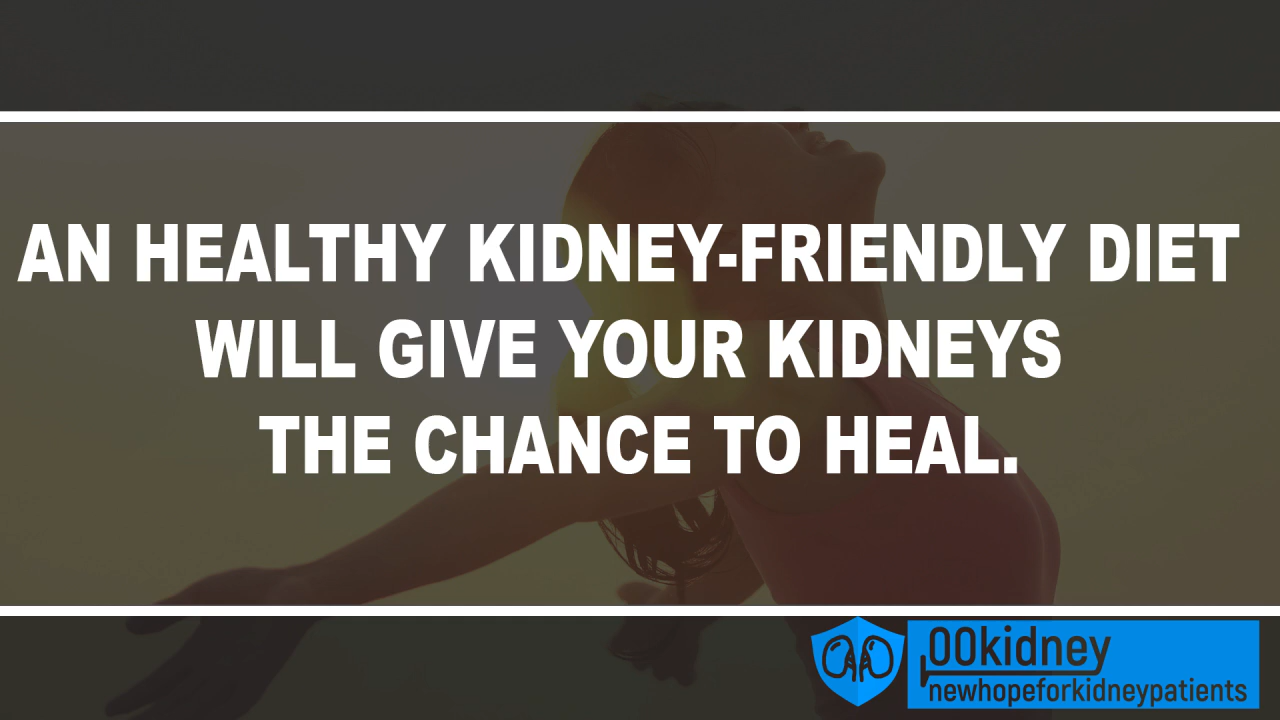 AN HEALTHY KIDNEY-FRIENDLY DIET
WILL GIVE YOUR KIDNEYS
THE CHANCE TO HEAL.
00kidney
newhopeforkidneypatients